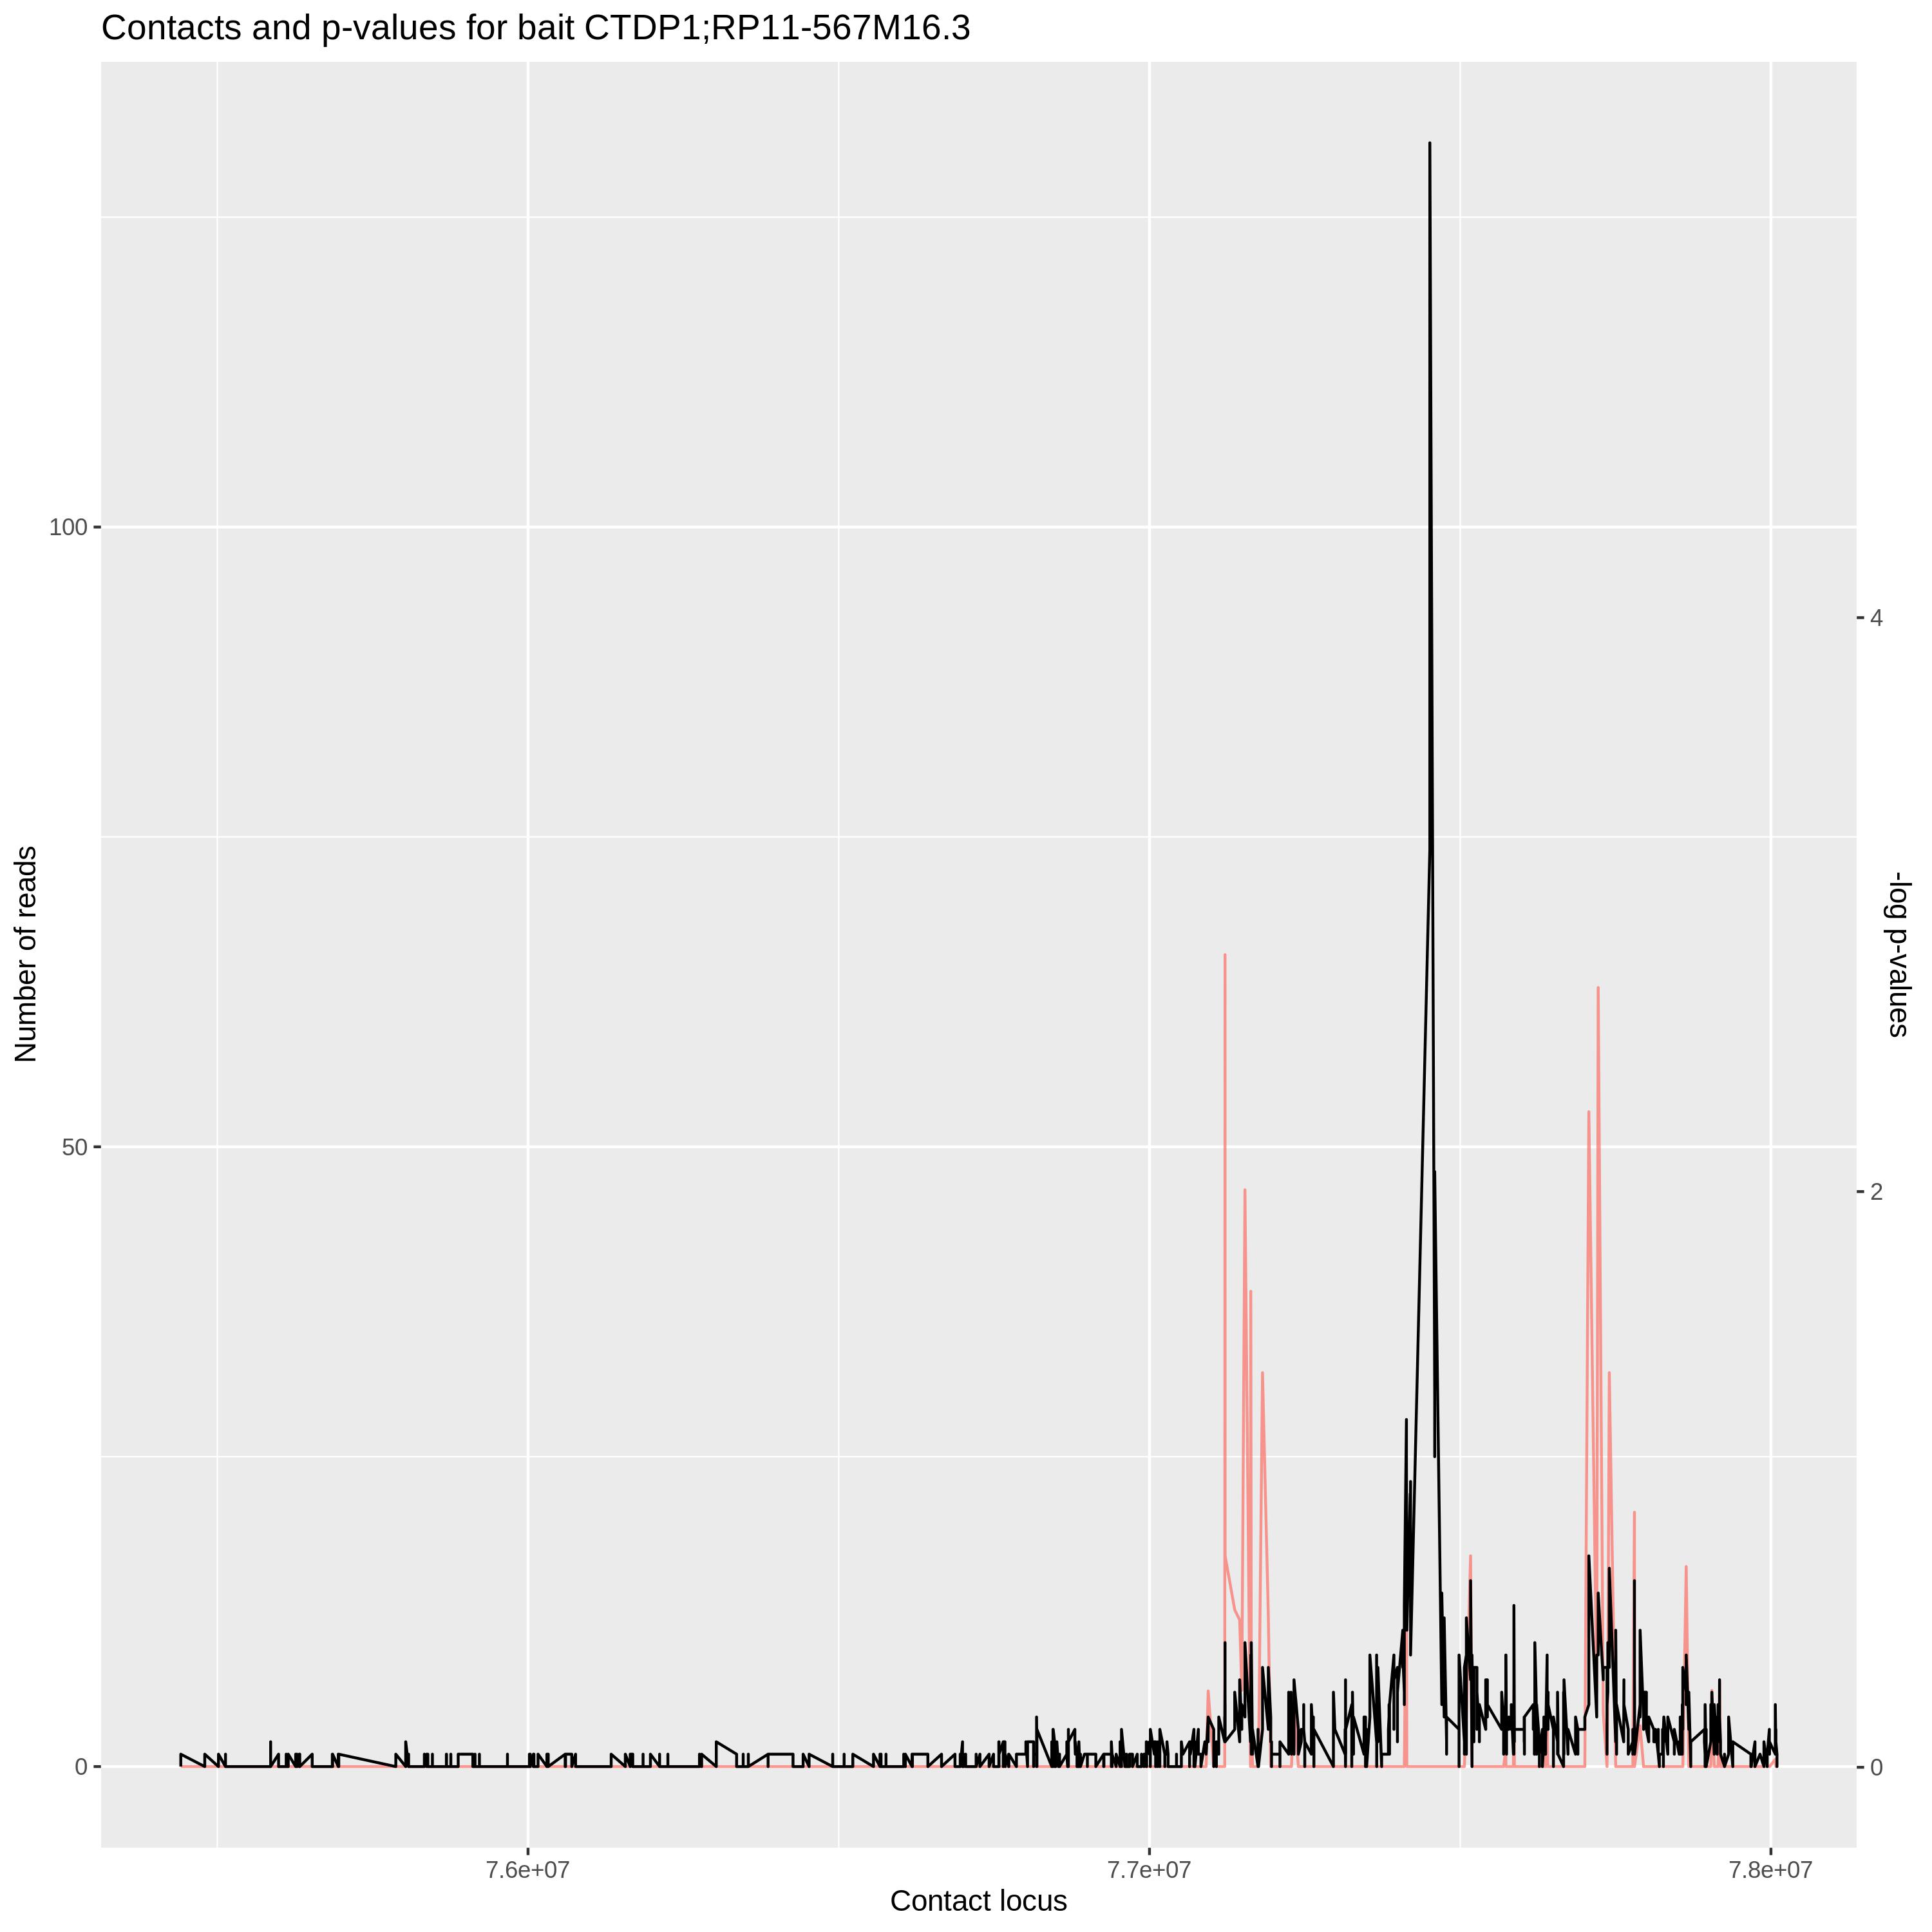 Contacts and p-values for bait CTDP1;RP11-567M16.3
100
50
0
Number of reads
4
2
0
-log p-values
7.6e+07
7.7e+07
7.8e+07
Contact locus